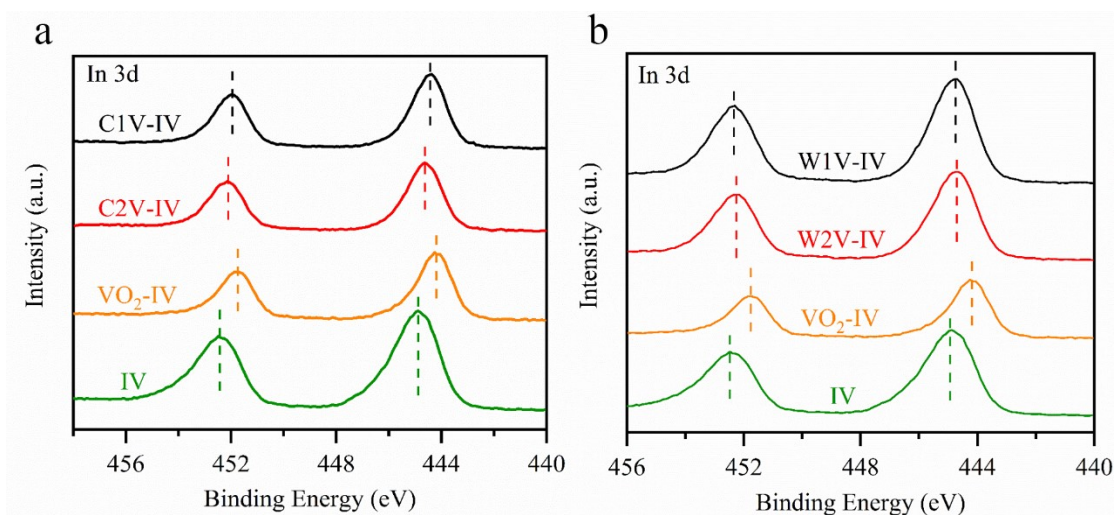 a
In 3d
C1V-IV
C2V-IV
VO₂-IV
IV
Intensity (a.u.)
456 452 448 444 440
Binding Energy (eV)
b
In 3d
W1V-IV
W2V-IV
VO₂-IV
IV
Intensity (a.u.)
456 452 448 444 440
Binding Energy (eV)